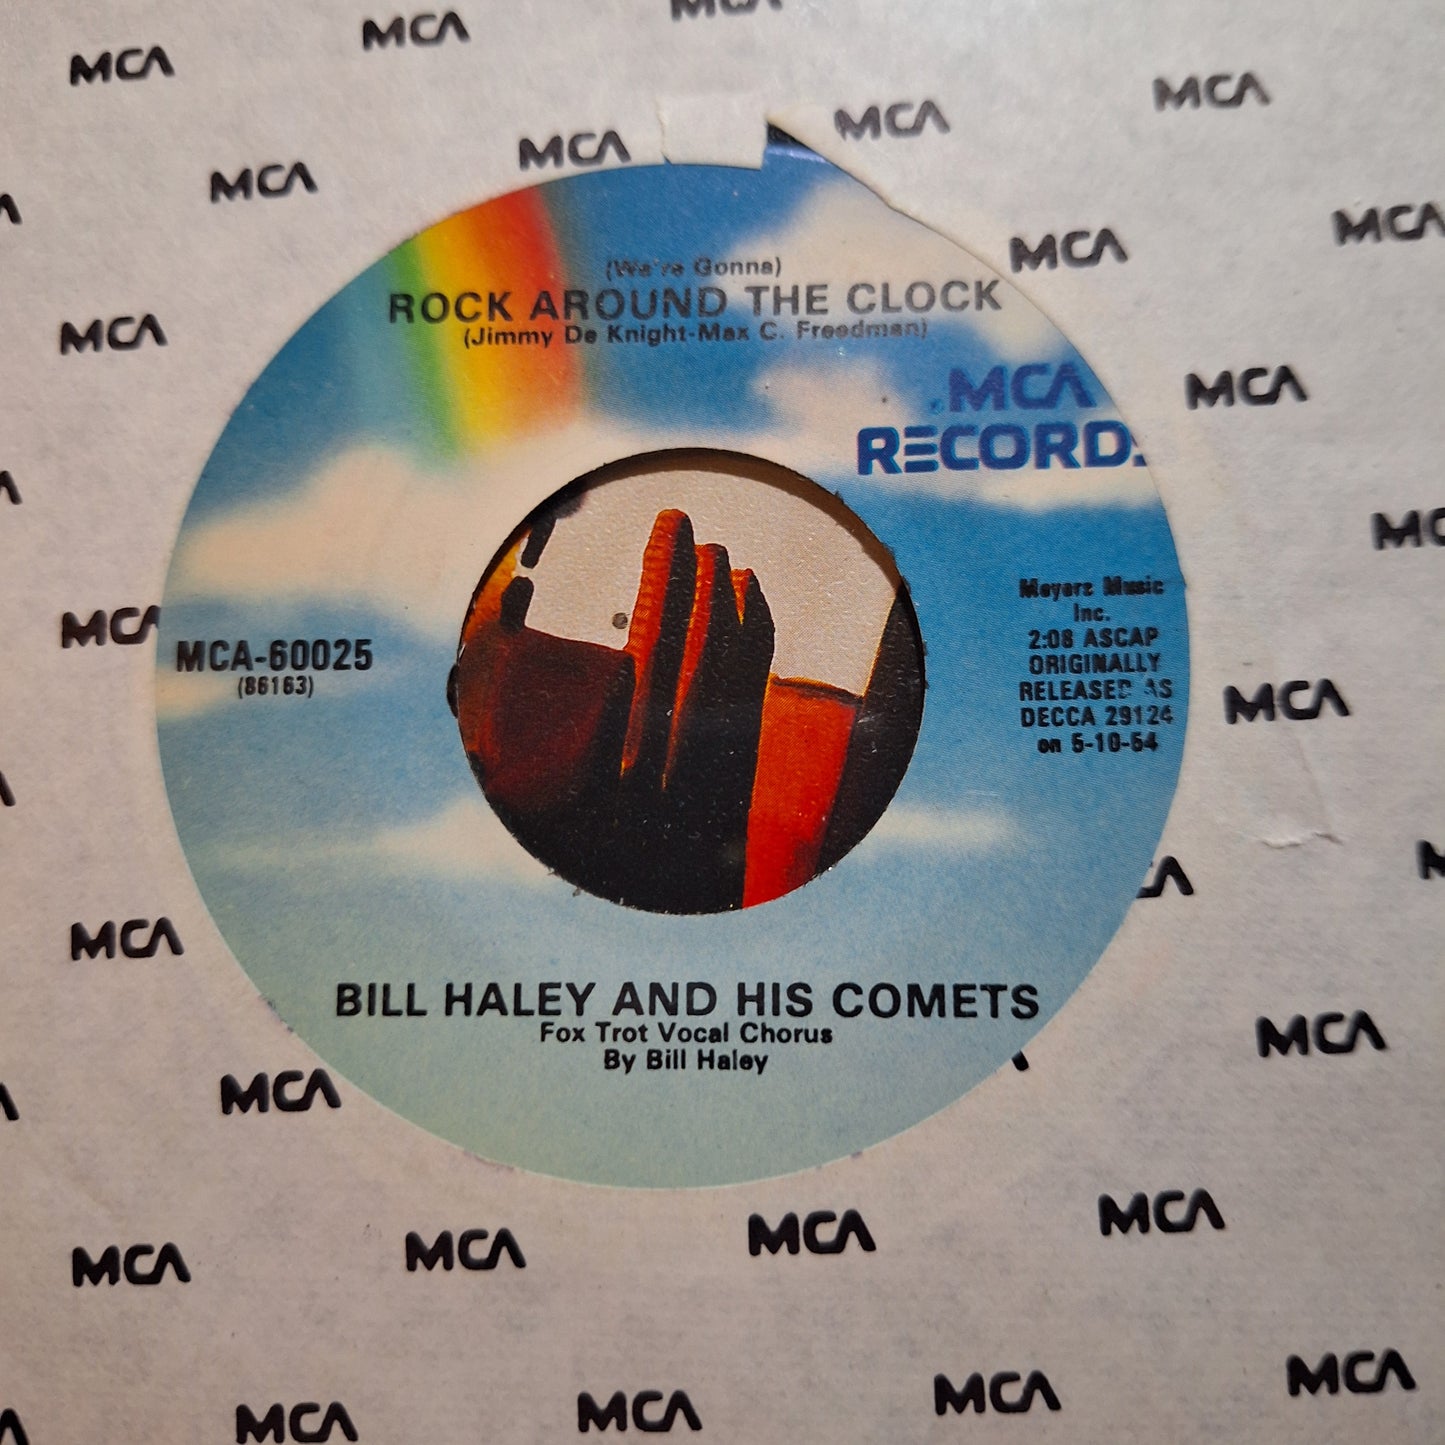 MCA
MCA
MCA
MCA
MCA
MCA
MCA
MCA
MCA
MCA
(We're Gonna)
ROCK AROUND THE CLOCK
(Jimmy De Knight-Max C. Freedman)
MCA
RECORDS
MCA
MCA
MCA
MCA-60025
(86163)
Meyers Music
Inc.
2:08 ASCAP
ORIGINALLY
RELEASED AS
DECCA 29124
on 5-10-54
MCA
MCA
BILL HALEY AND HIS COMETS
Fox Trot Vocal Chorus
By Bill Haley
MCA
MCA
MCA
MCA
MCA
MCA
MCA
MCA
MCA
MCA